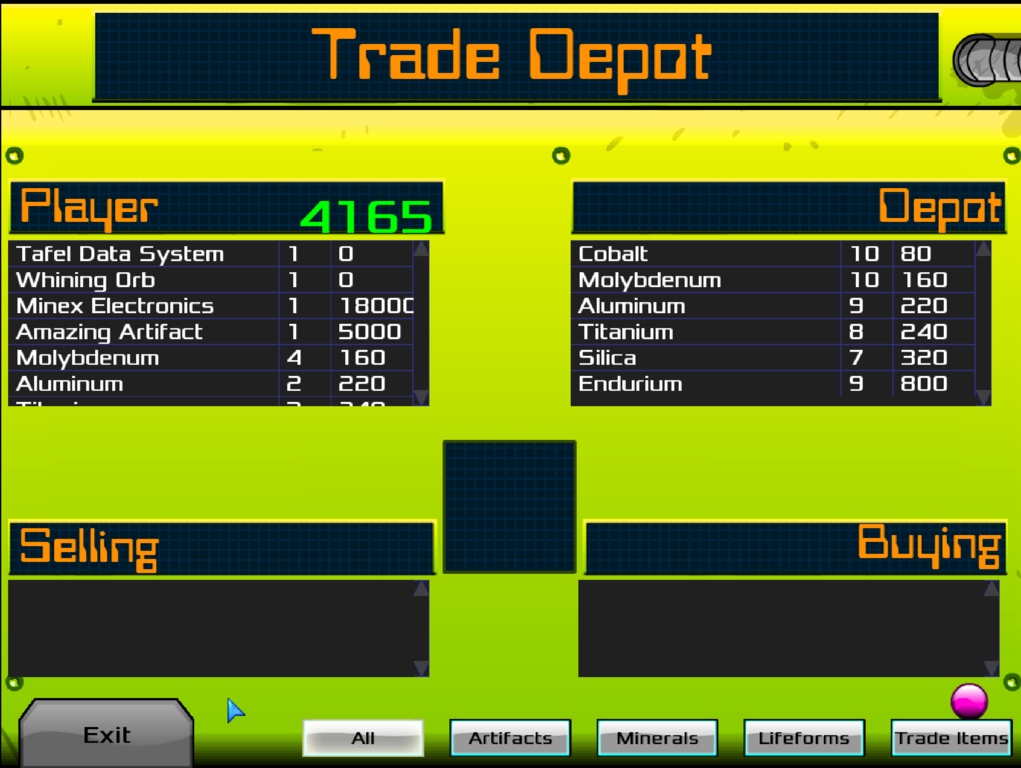 Trade Depot
Player 4165
Tafel Data System 1 0
Whining Orb 1 0
Minex Electronics 1 18000
Amazing Artifact 1 5000
Molybdenum 4 160
Aluminum 2 220
Depot
Cobalt 10 80
Molybdenum 10 160
Aluminum 9 220
Titanium 8 240
Silica 7 320
Endurium 9 800
Selling
Buying
Exit
All
Artifacts
Minerals
Lifeforms
Trade Items